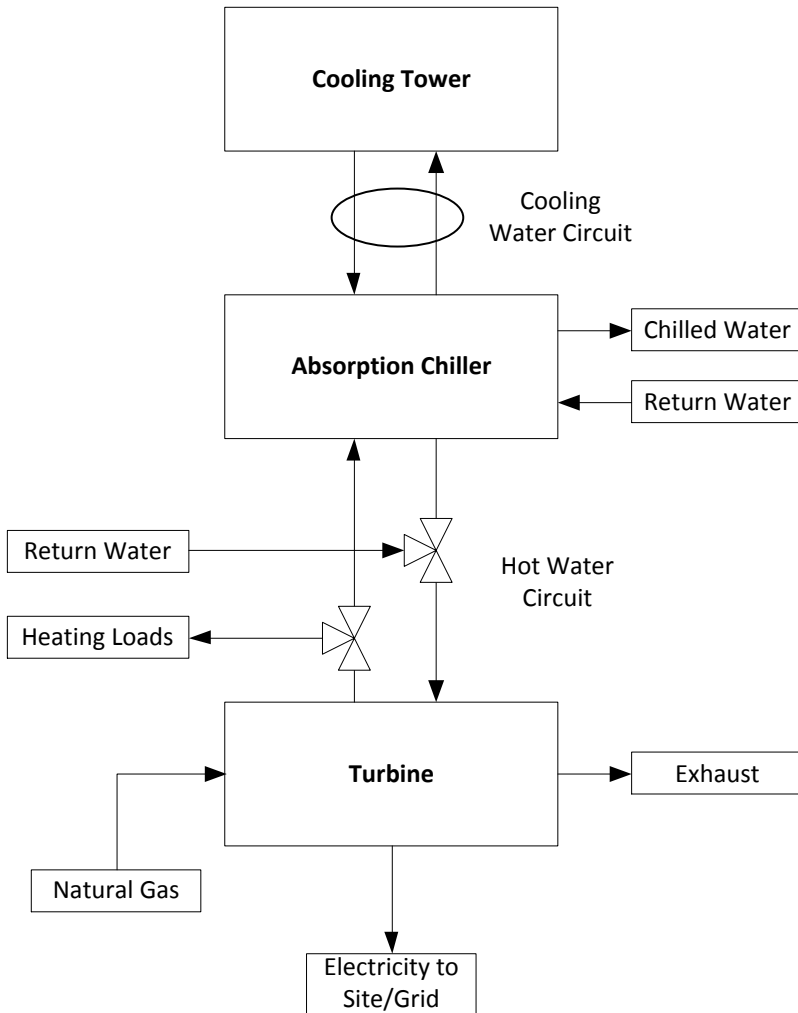 Cooling Tower
Cooling
Water Circuit
Absorption Chiller
Chilled Water
Return Water
Return Water
Hot Water
Circuit
Heating Loads
Turbine
Exhaust
Natural Gas
Electricity to
Site/Grid